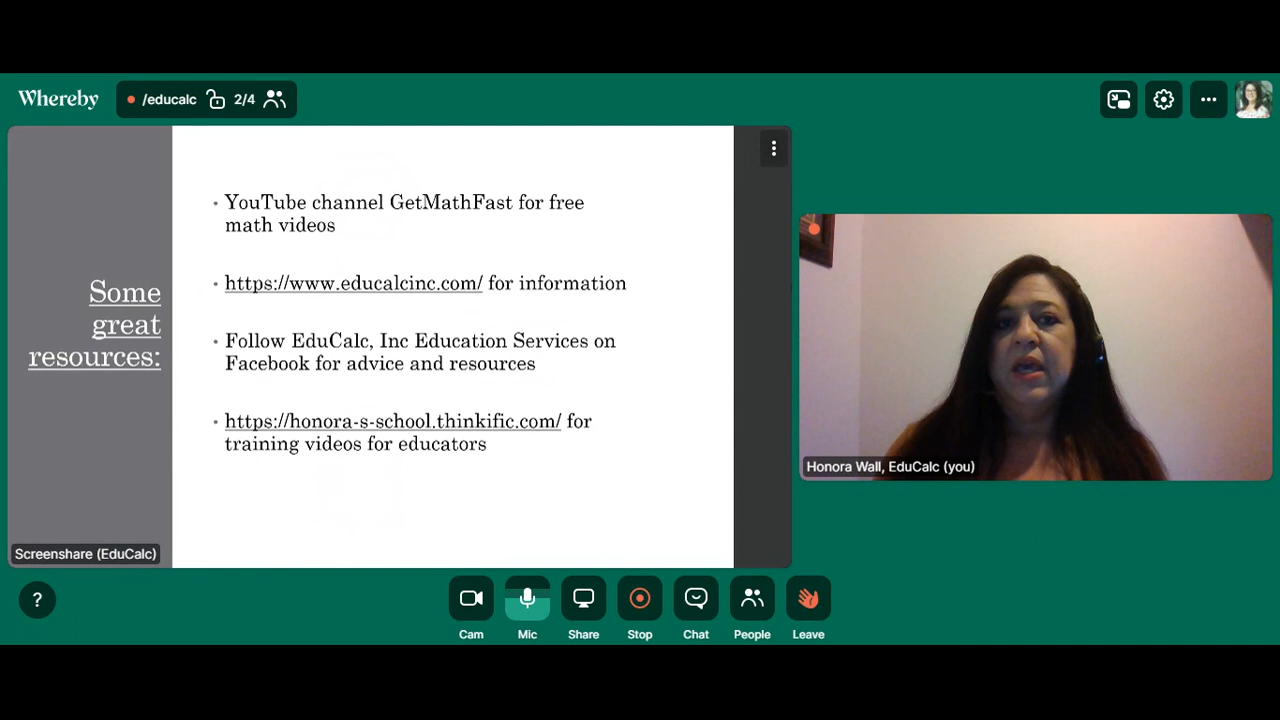 Whereby
/educalc 2/4
Some
great
resources:
• YouTube channel GetMathFast for free
math videos
• https://www.educalcinc.com/ for information
• Follow EduCalc, Inc Education Services on
Facebook for advice and resources
• https://honora-s-school.thinkific.com/ for
training videos for educators
Screenshare (EduCalc)
Honora Wall, EduCalc (you)
?
Cam Mic Share Stop Chat People Leave